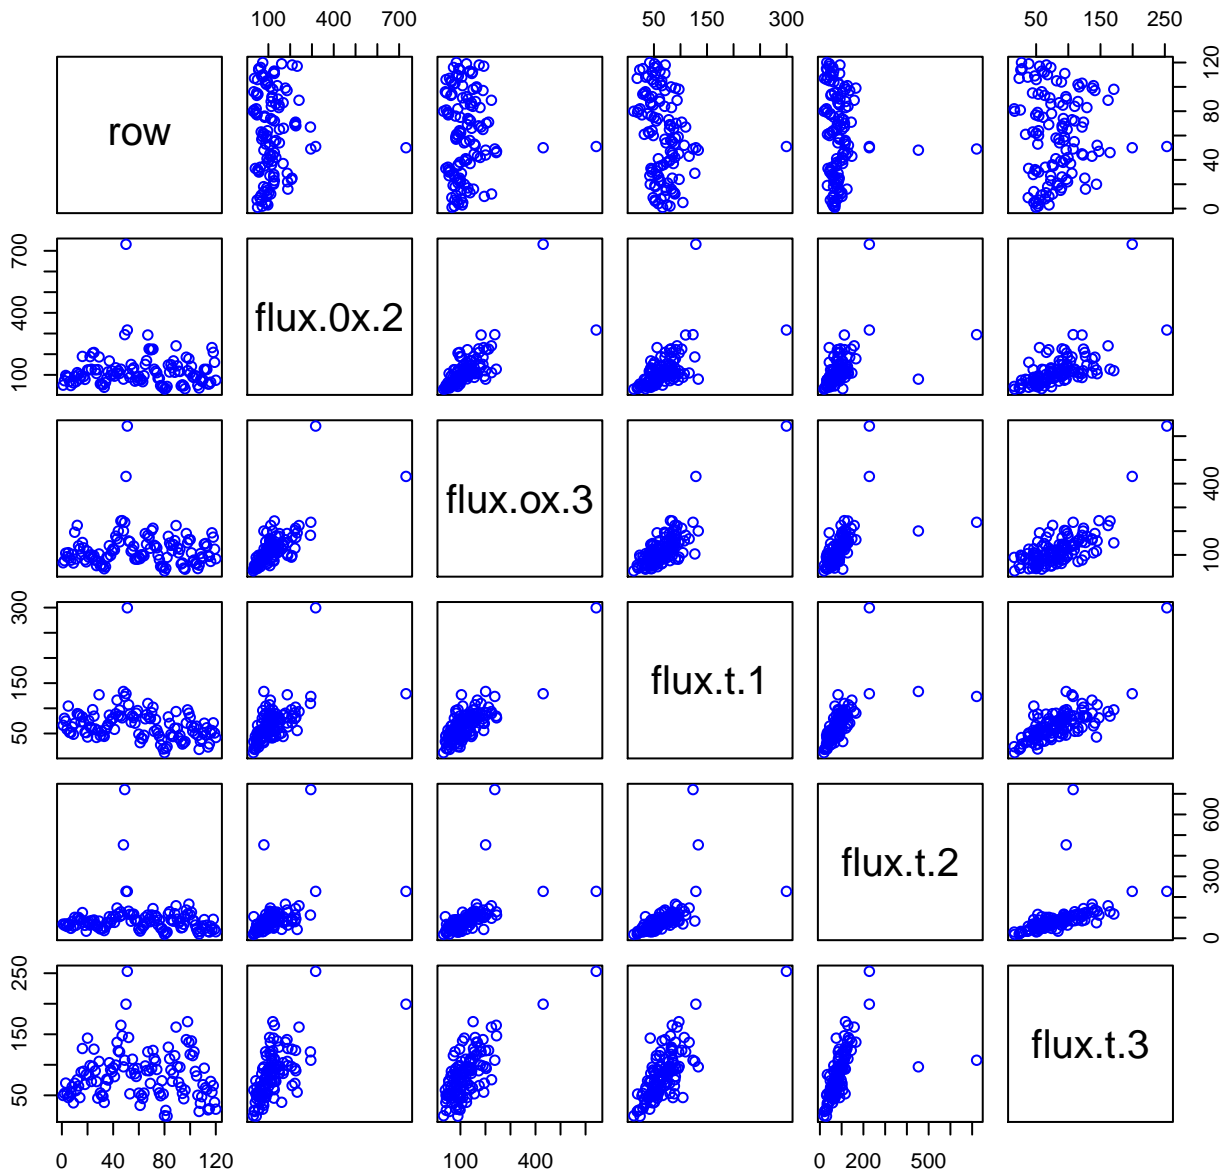 100 400 700 50 150 300 50 150 250
row 0 40 80 120
100 400 700 flux.0x.2
flux.ox.3 100 400
50 150 300 flux.t.1
flux.t.2 0 300 600
50 150 250 flux.t.3
0 40 80 120 100 400 0 200 500